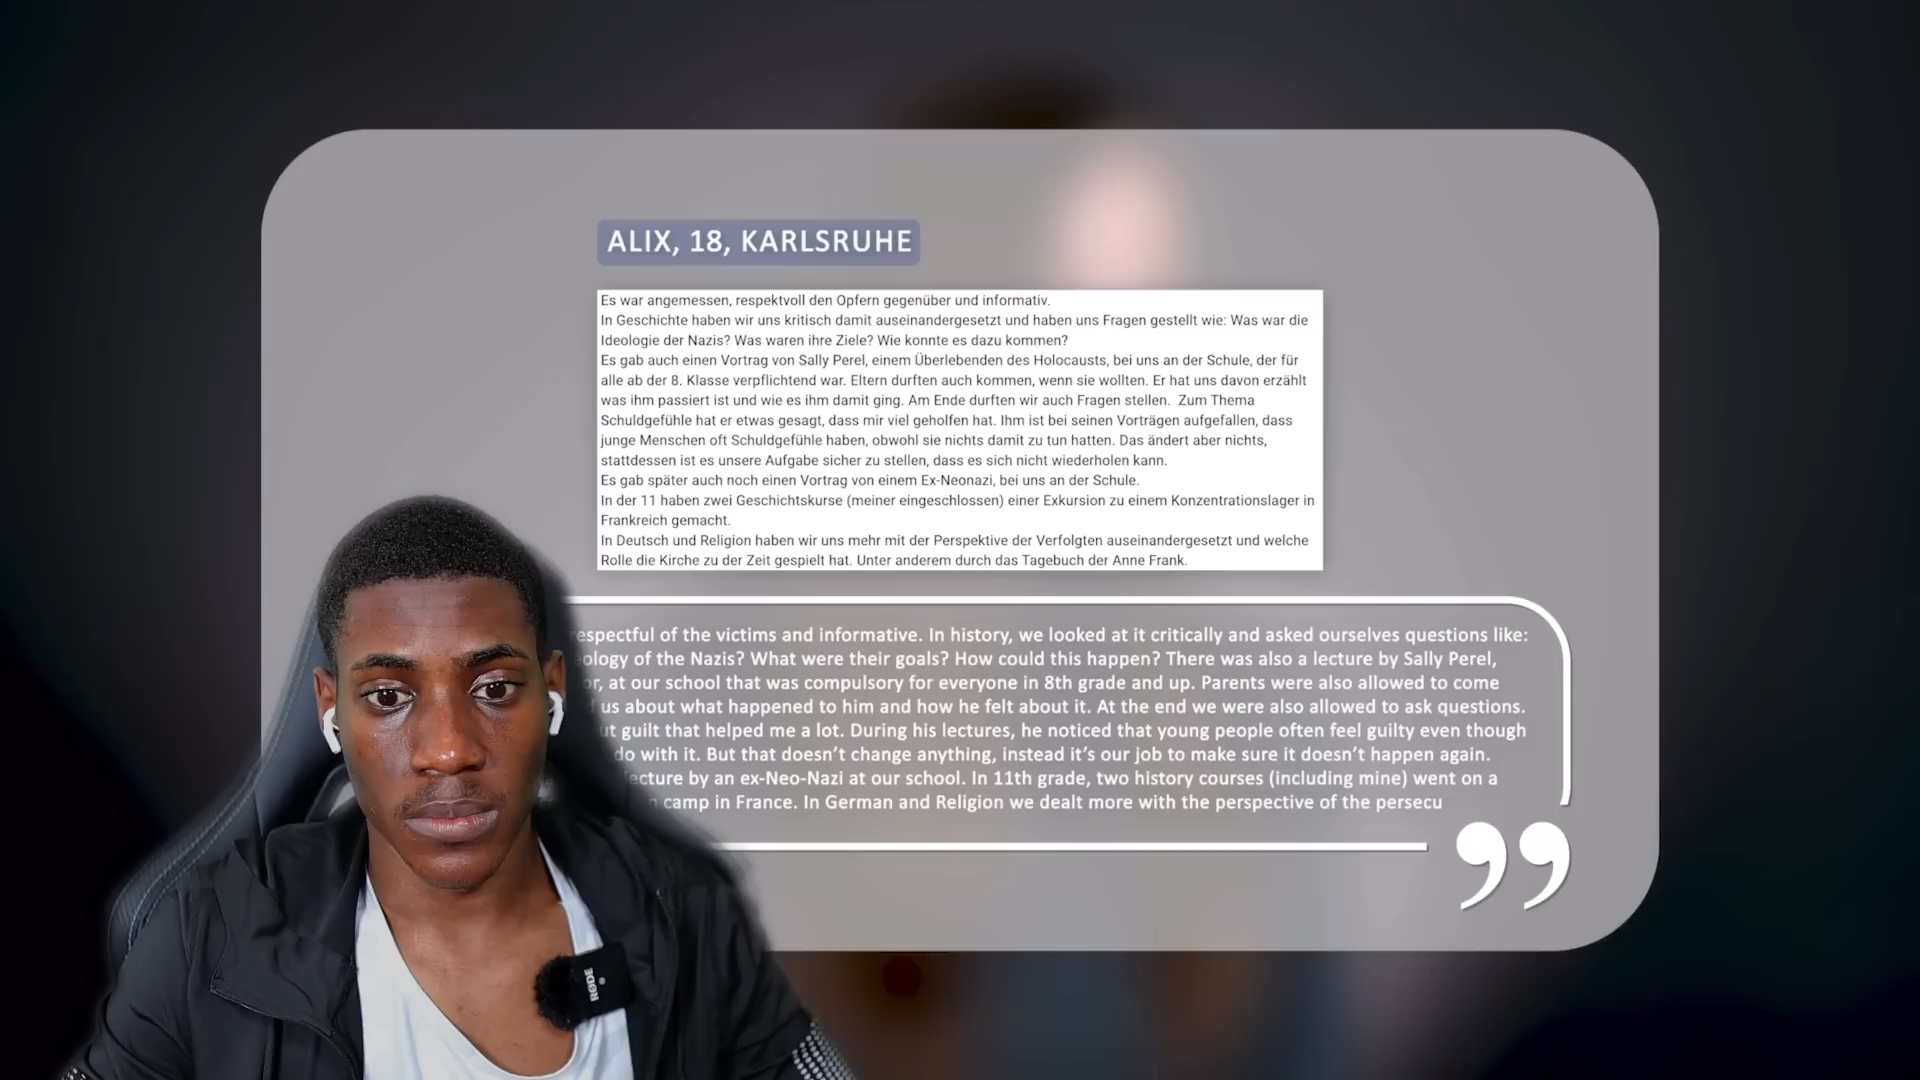 ALIX, 18, KARLSRUHE
Es war angemessen, respektvoll den Opfern gegenüber und informativ.
In Geschichte haben wir uns kritisch damit auseinandergesetzt und haben uns Fragen gestellt wie: Was war die
Ideologie der Nazis? Was waren ihre Ziele? Wie konnte es dazu kommen?
Es gab auch einen Vortrag von Sally Perel, einem Überlebenden des Holocausts, bei uns an der Schule, der für
alle ab der 8. Klasse verpflichtend war. Eltern durften auch kommen, wenn sie wollten. Er hat uns davon erzählt
was ihm passiert ist und wie es ihm damit ging. Am Ende durften wir auch Fragen stellen. Zum Thema
Schuldgefühle hat er etwas gesagt, dass mir viel geholfen hat. Ihm ist bei seinen Vorträgen aufgefallen, dass
junge Menschen oft Schuldgefühle haben, obwohl sie nichts damit zu tun hatten. Das ändert aber nichts,
stattdessen ist es unsere Aufgabe sicher zu stellen, dass es sich nicht wiederholen kann.
Es gab später auch noch einen Vortrag von einem Ex-Neonazi, bei uns an der Schule.
In der 11 haben zwei Geschichtskurse (meiner eingeschlossen) einer Exkursion zu einem Konzentrationslager in
Frankreich gemacht.
In Deutsch und Religion haben wir uns mehr mit der Perspektive der Verfolgten auseinandergesetzt und welche
Rolle die Kirche zu der Zeit gespielt hat. Unter anderem durch das Tagebuch der Anne Frank.
espectful of the victims and informative. In history, we looked at it critically and asked ourselves questions like:
ology of the Nazis? What were their goals? How could this happen? There was also a lecture by Sally Perel,
or, at our school that was compulsory for everyone in 8th grade and up. Parents were also allowed to come
us about what happened to him and how he felt about it. At the end we were also allowed to ask questions.
ut guilt that helped me a lot. During his lectures, he noticed that young people often feel guilty even though
do with it. But that doesn't change anything, instead it's our job to make sure it doesn't happen again.
ecture by an ex-Neo-Nazi at our school. In 11th grade, two history courses (including mine) went on a
camp in France. In German and Religion we dealt more with the perspective of the persecu
RØDE